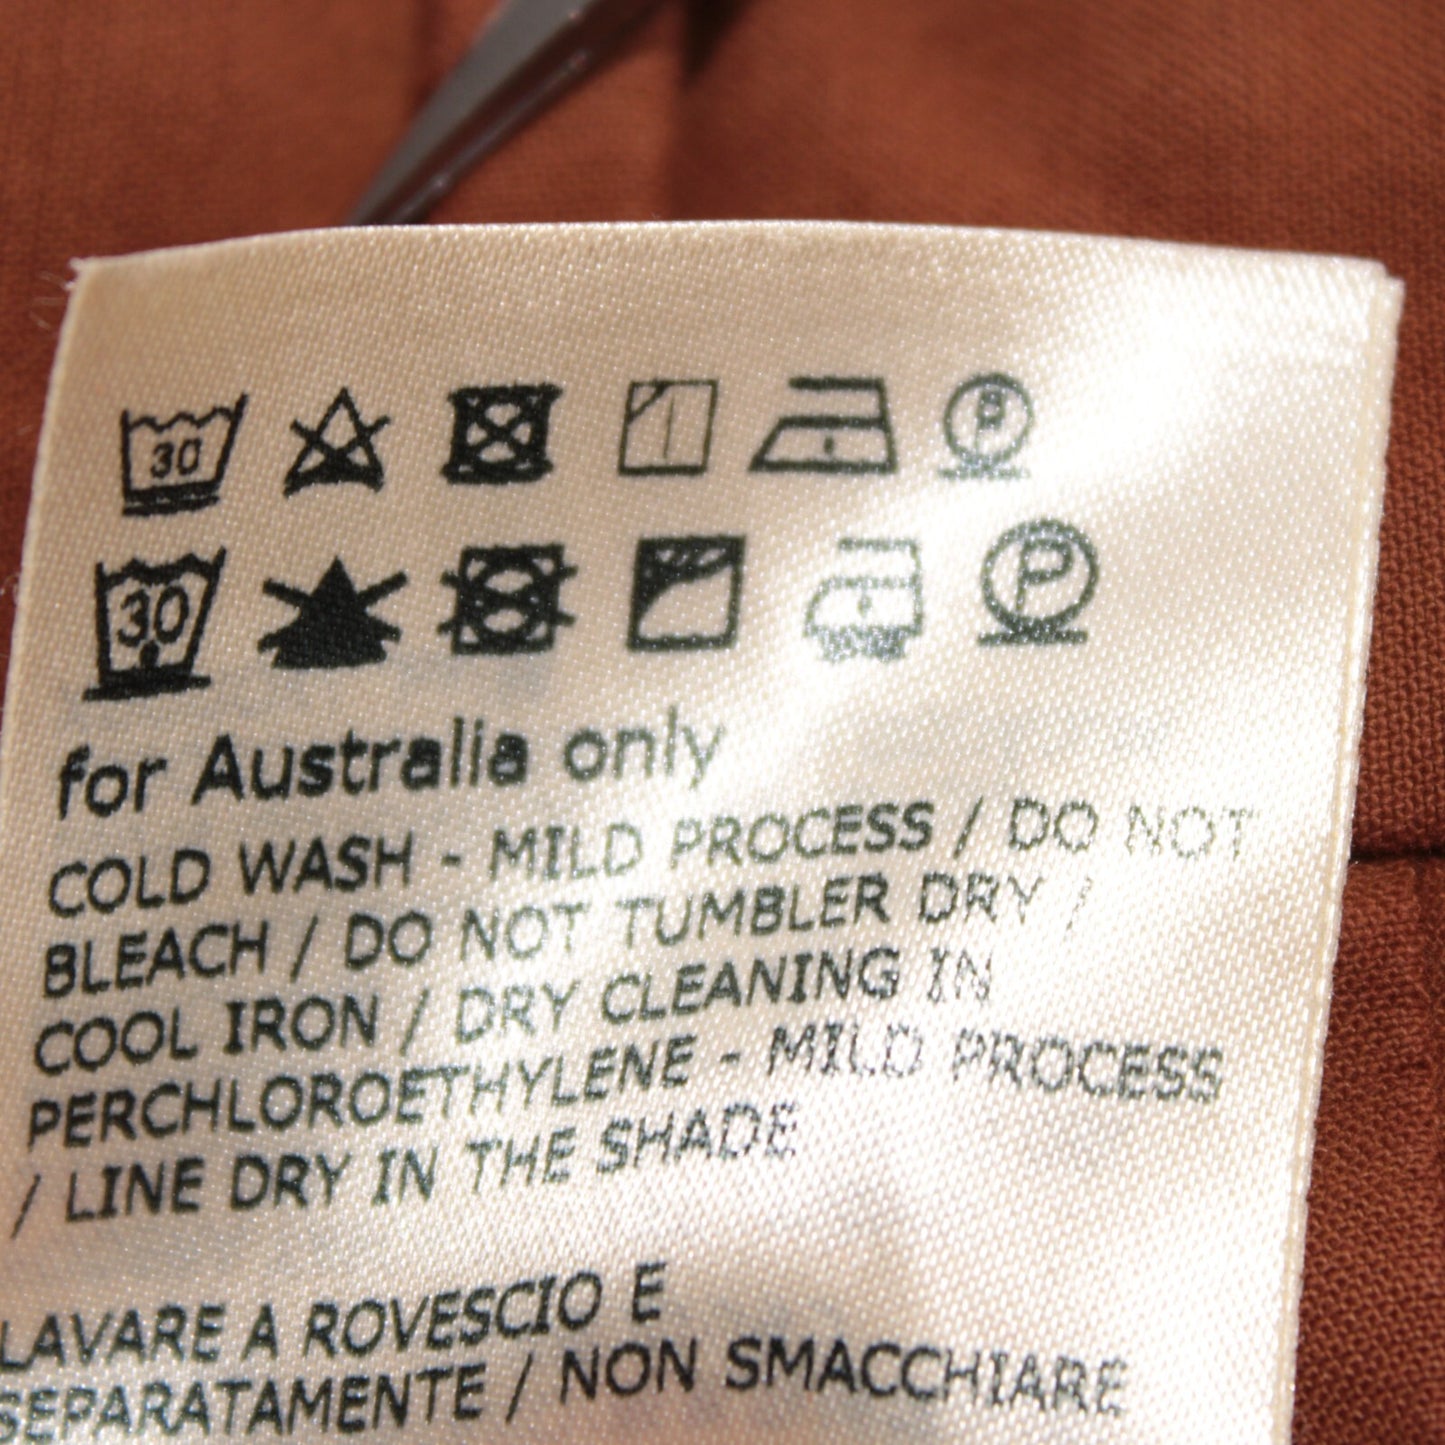 30 P
30 P
for Australia only
COLD WASH - MILD PROCESS / DO NOT
BLEACH / DO NOT TUMBLER DRY /
COOL IRON / DRY CLEANING IN
PERCHLOROETHYLENE - MILD PROCESS
/ LINE DRY IN THE SHADE
LAVARE A ROVESCIO E
SEPARATAMENTE / NON SMACCHIARE